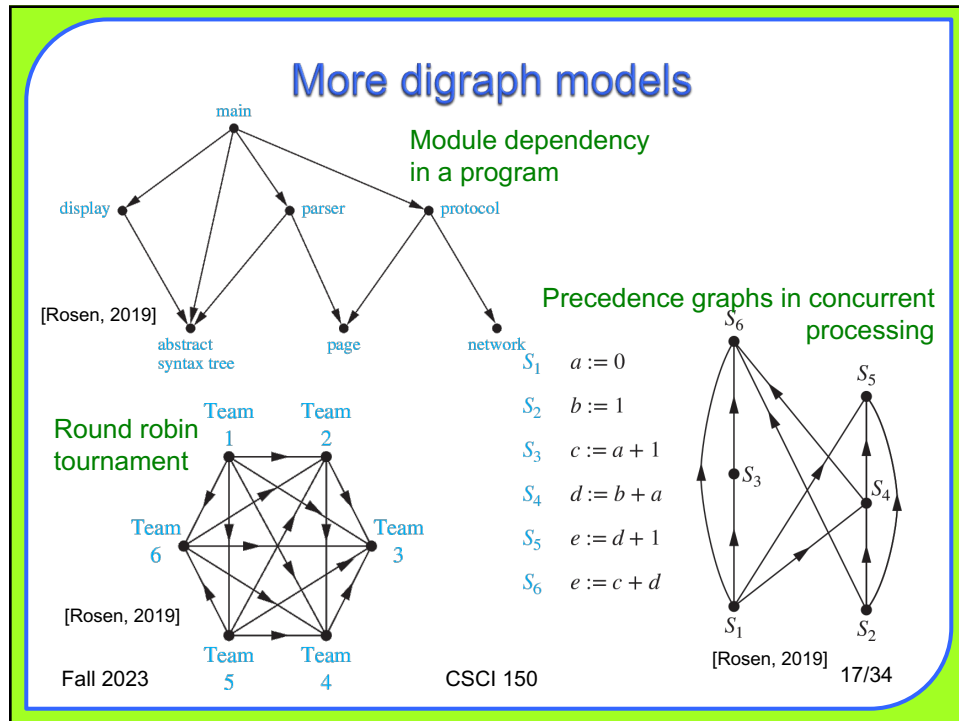 More digraph models
main
Module dependency
in a program
display
parser
protocol
[Rosen, 2019]
abstract
syntax tree
page
network
Precedence graphs in concurrent
processing
S6
S1 a := 0
S2 b := 1
S3 c := a + 1
S4 d := b + a
S5 e := d + 1
S6 e := c + d
S5
S3
S4
S1
S2
[Rosen, 2019]
Round robin
tournament
Team
1
Team
2
Team
6
Team
3
[Rosen, 2019]
Team
5
Team
4
Fall 2023
CSCI 150
17/34